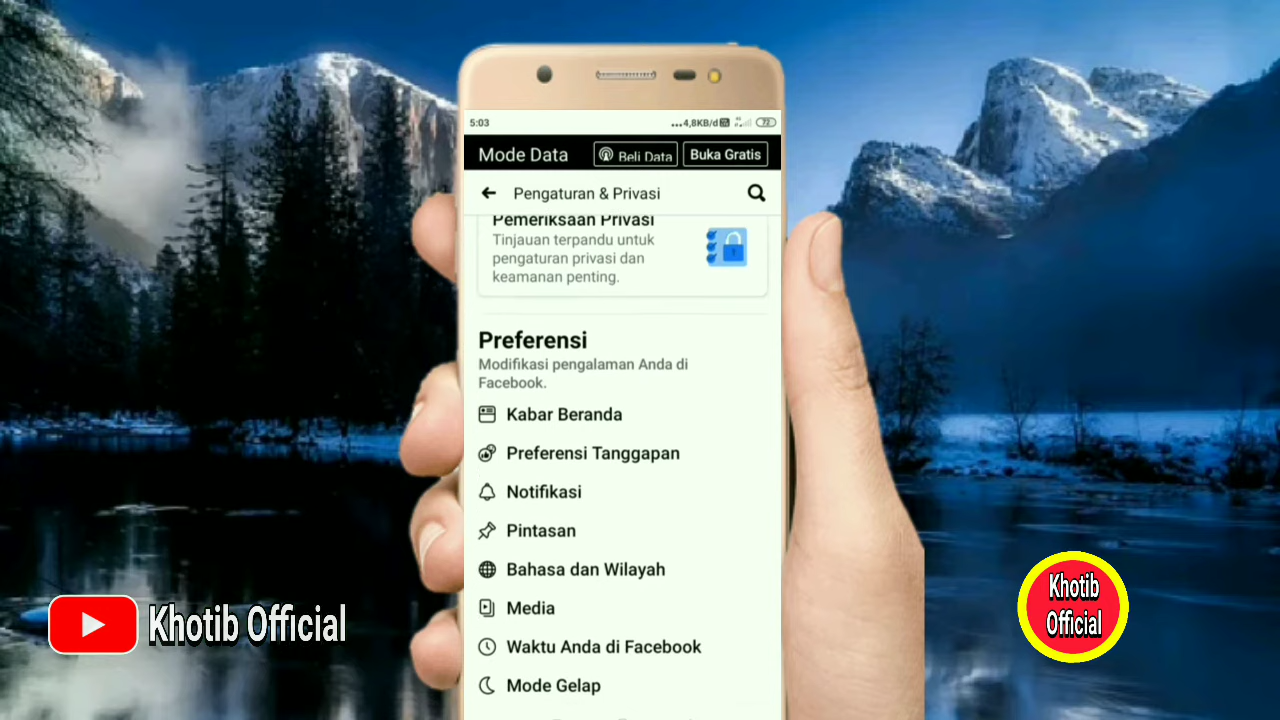 5:03
...4,8KB/d
72
Mode Data
Beli Data
Buka Gratis
Pengaturan & Privasi
Pemeriksaan Privasi
Tinjauan terpandu untuk
pengaturan privasi dan
keamanan penting.
Preferensi
Modifikasi pengalaman Anda di
Facebook.
Kabar Beranda
Preferensi Tanggapan
Notifikasi
Pintasan
Bahasa dan Wilayah
Media
Waktu Anda di Facebook
Mode Gelap
Khotib Official
Khotib
Official